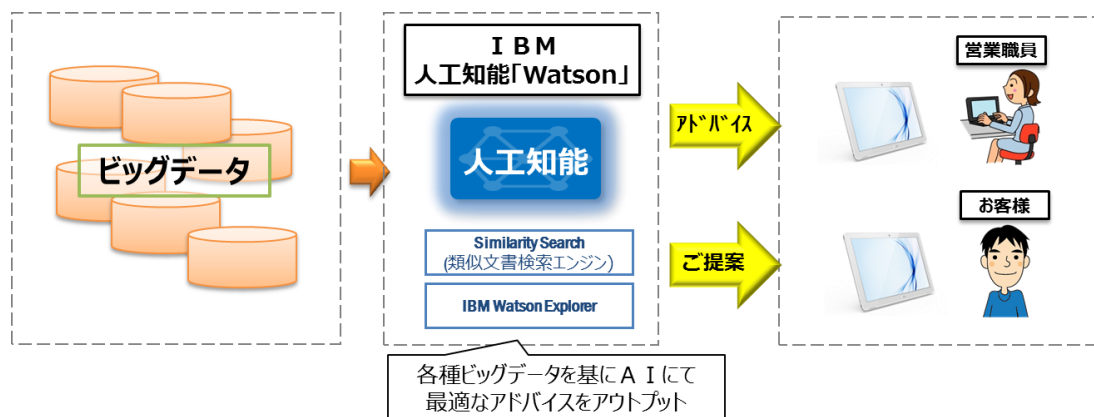 ビッグデータ
ＩＢＭ
人工知能「Watson」
人工知能
Similarity Search
(類似文書検索エンジン)
IBM Watson Explorer
各種ビッグデータを基にＡＩにて
最適なアドバイスをアウトプット
ｱﾄﾞﾊﾞｲｽ
ご提案
営業職員
お客様